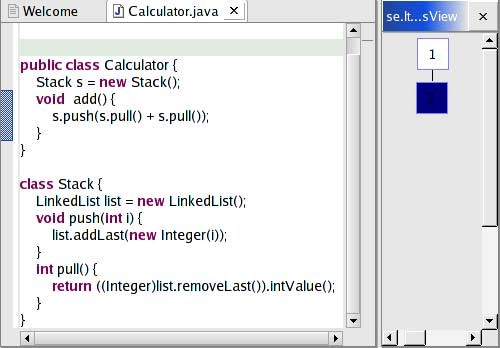 Welcome
Calculator.java
public class Calculator {
Stack s = new Stack();
void add() {
s.push(s.pull() + s.pull());
}
}
class Stack {
LinkedList list = new LinkedList();
void push(int i) {
list.addLast(new Integer(i));
}
int pull() {
return ((Integer)list.removeLast()).intValue();
}
}
se.lt...sView
1
2